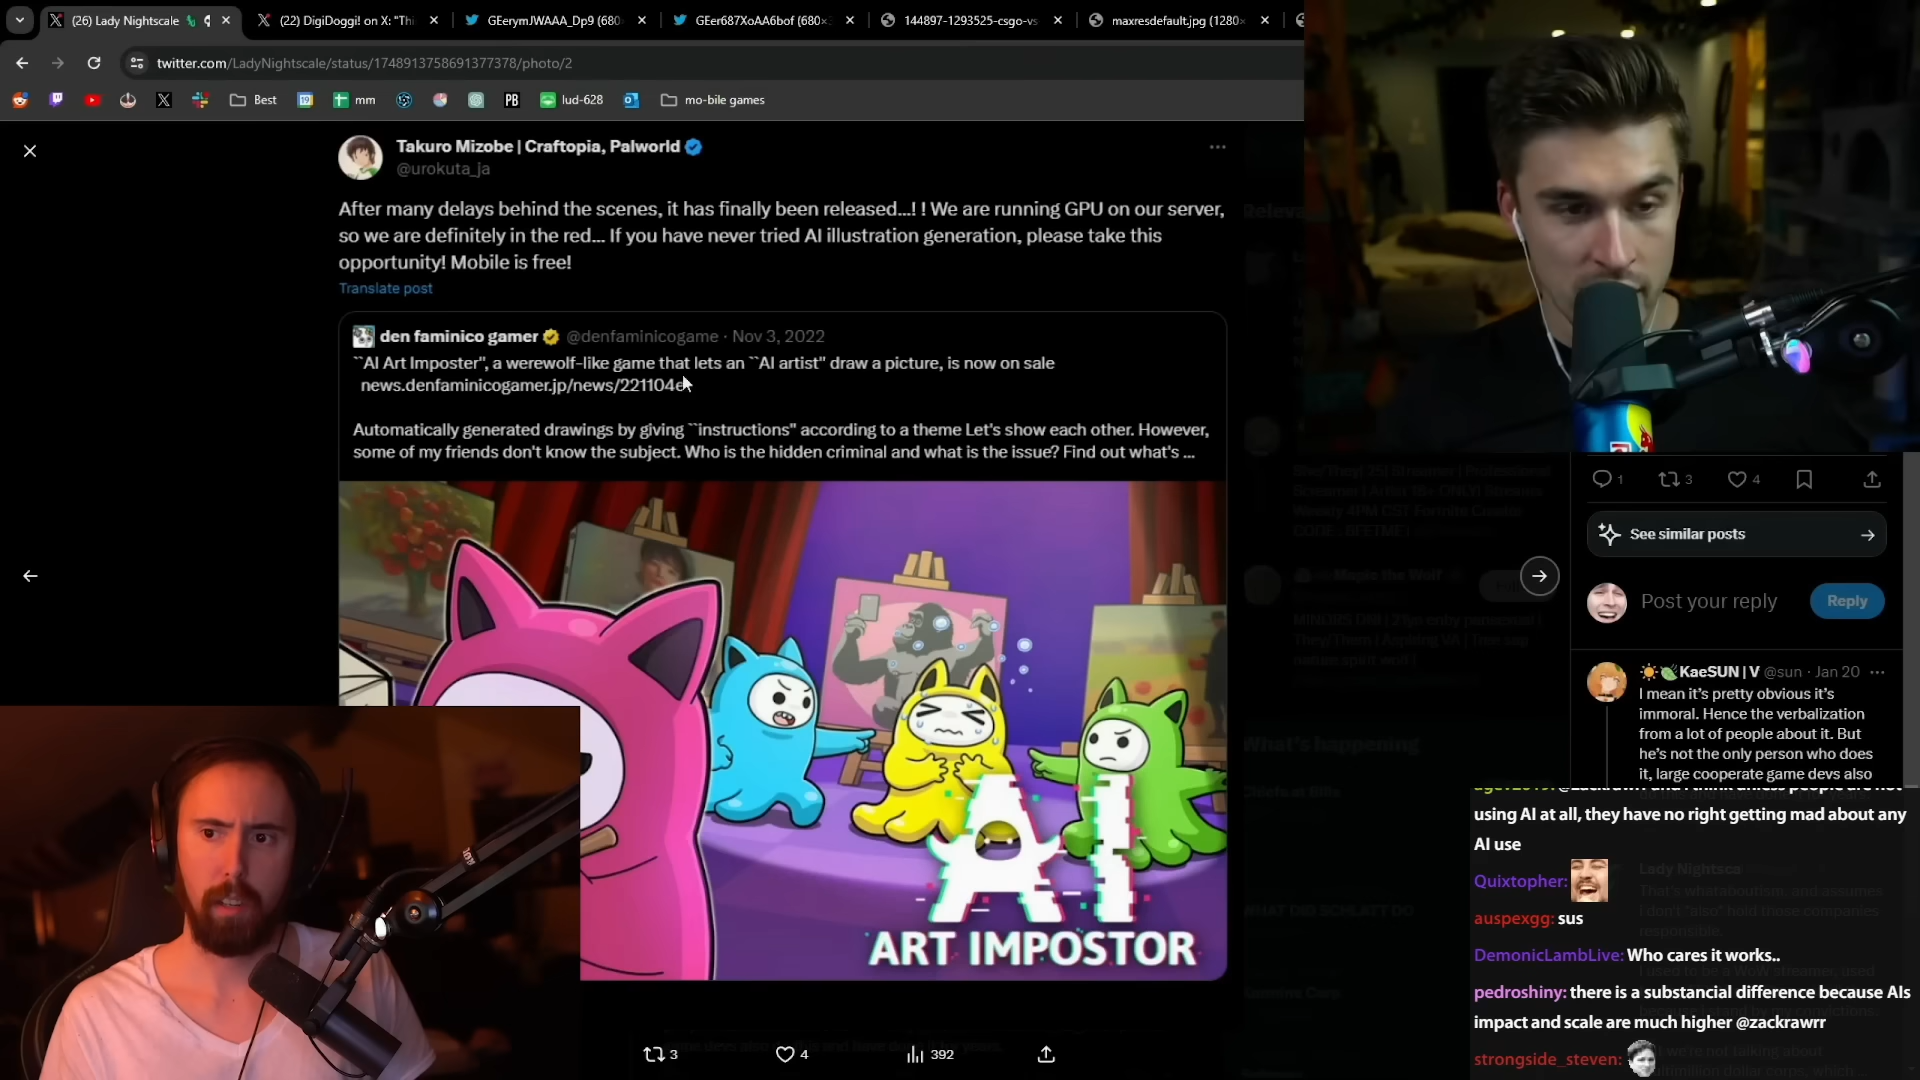 (26) Lady Nightscale
(22) DigiDoggi! on X: "Thi
GEerymJWAAA_Dp9 (680×
GEer687XoAA6bof (680×
144897-1293525-csgo-vs
maxresdefault.jpg (1280×
twitter.com/LadyNightscale/status/1748913758691377378/photo/2
Best
mm
PB
lud-628
mo-bile games
Takuro Mizobe | Craftopia, Palworld
@urokuta_ja
After many delays behind the scenes, it has finally been released...! ! We are running GPU on our server,
so we are definitely in the red... If you have never tried AI illustration generation, please take this
opportunity! Mobile is free!
Translate post
den faminico gamer @denfaminicogame · Nov 3, 2022
``AI Art Imposter'', a werewolf-like game that lets an ``AI artist'' draw a picture, is now on sale
news.denfaminicogamer.jp/news/221104e
Automatically generated drawings by giving ``instructions'' according to a theme Let's show each other. However,
some of my friends don't know the subject. Who is the hidden criminal and what is the issue? Find out what's ...
AI
ART IMPOSTOR
3
4
392
1
3
4
See similar posts
Post your reply
Reply
KaeSUN | V @sun · Jan 20
I mean it's pretty obvious it's
immoral. Hence the verbalization
from a lot of people about it. But
he's not the only person who does
it, large cooperate game devs also
using AI at all, they have no right getting mad about any
AI use
Quixtopher:
auspexgg: sus
DemonicLambLive: Who cares it works..
pedroshiny: there is a substancial difference because AIs
impact and scale are much higher @zackrawrr
strongside_steven: